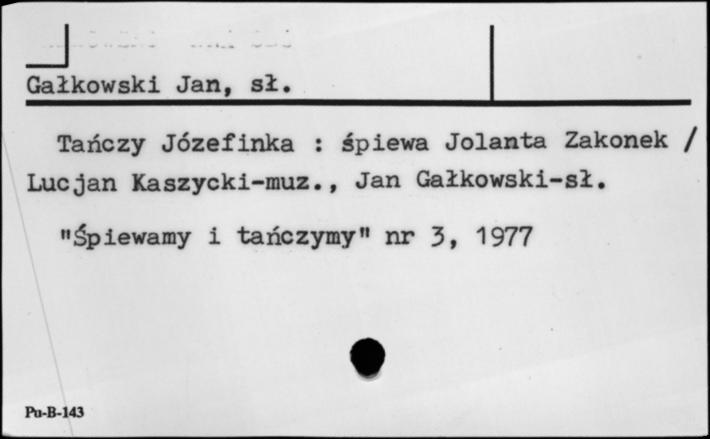 Gałkowski Jan, sł.
Tańczy Józefinka : śpiewa Jolanta Zakonek /
Lucjan Kaszycki-muz., Jan Gałkowski-sł.
"Śpiewamy i tańczymy" nr 3, 1977
Pu-B-143